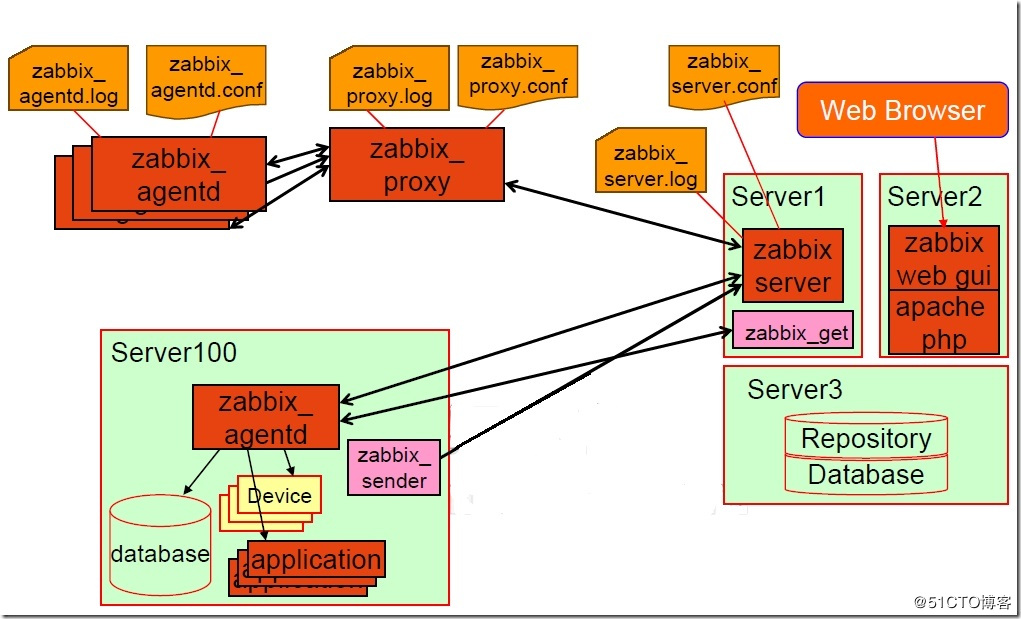 zabbix_
agentd.log
zabbix_
agentd.conf
zabbix_
proxy.log
zabbix_
proxy.conf
zabbix_
server.conf
Web Browser
zabbix_
agentd
zabbix_
proxy
zabbix_
server.log
Server1
zabbix
server
zabbix_get
Server2
zabbix
web gui
apache
php
Server100
zabbix_
agentd
zabbix_
sender
Device
database
application
Server3
Repository
Database
@51CTO博客